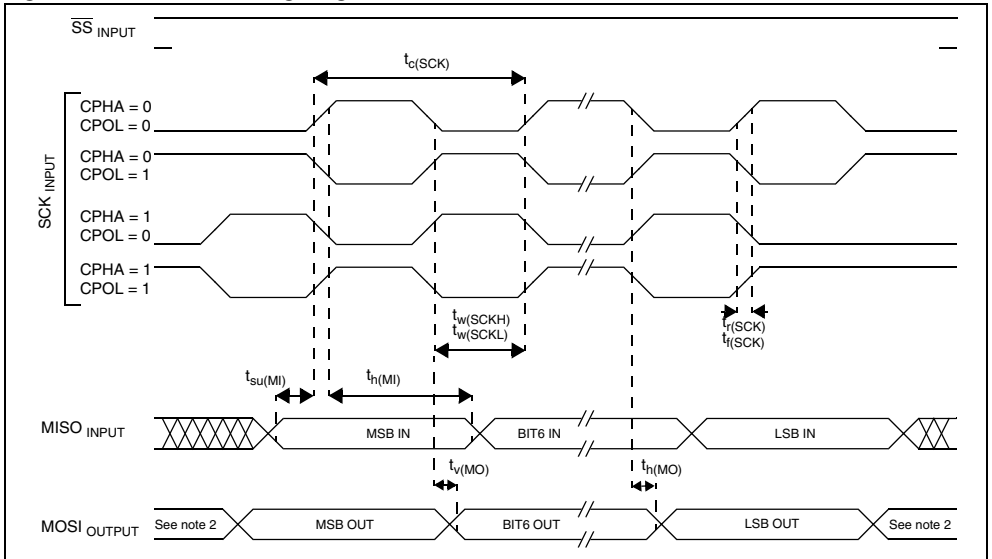 SS INPUT
tc(SCK)
SCK INPUT
CPHA = 0
CPOL = 0
CPHA = 0
CPOL = 1
CPHA = 1
CPOL = 0
CPHA = 1
CPOL = 1
tw(SCKH)
tw(SCKL)
tr(SCK)
tf(SCK)
tsu(MI)
th(MI)
MISO INPUT
MSB IN
BIT6 IN
LSB IN
tv(MO)
th(MO)
MOSI OUTPUT
See note 2
MSB OUT
BIT6 OUT
LSB OUT
See note 2